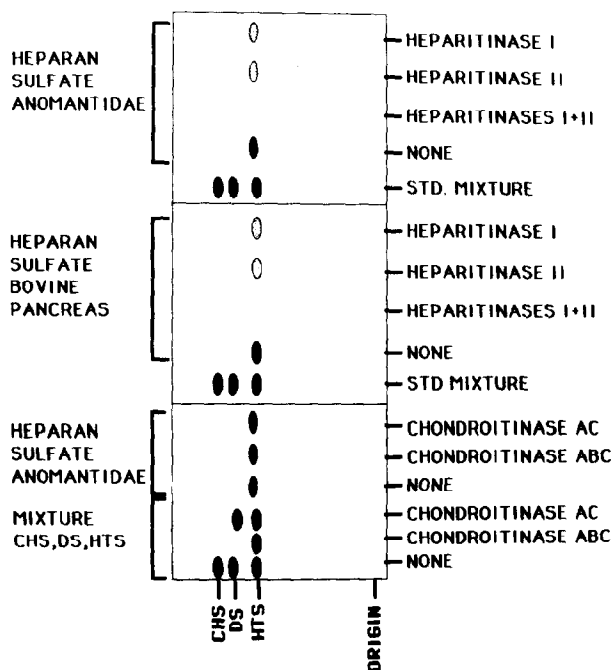 HEPARAN
SULFATE
ANOMANTIDAE
HEPARITINASE I
HEPARITINASE II
HEPARITINASES I+II
NONE
STD. MIXTURE
HEPARAN
SULFATE
BOVINE
PANCREAS
HEPARITINASE I
HEPARITINASE II
HEPARITINASES I+II
NONE
STD MIXTURE
HEPARAN
SULFATE
ANOMANTIDAE
CHONDROITINASE AC
CHONDROITINASE ABC
NONE
MIXTURE
CHS,DS,HTS
CHONDROITINASE AC
CHONDROITINASE ABC
NONE
CHS
DS
HTS
ORIGIN